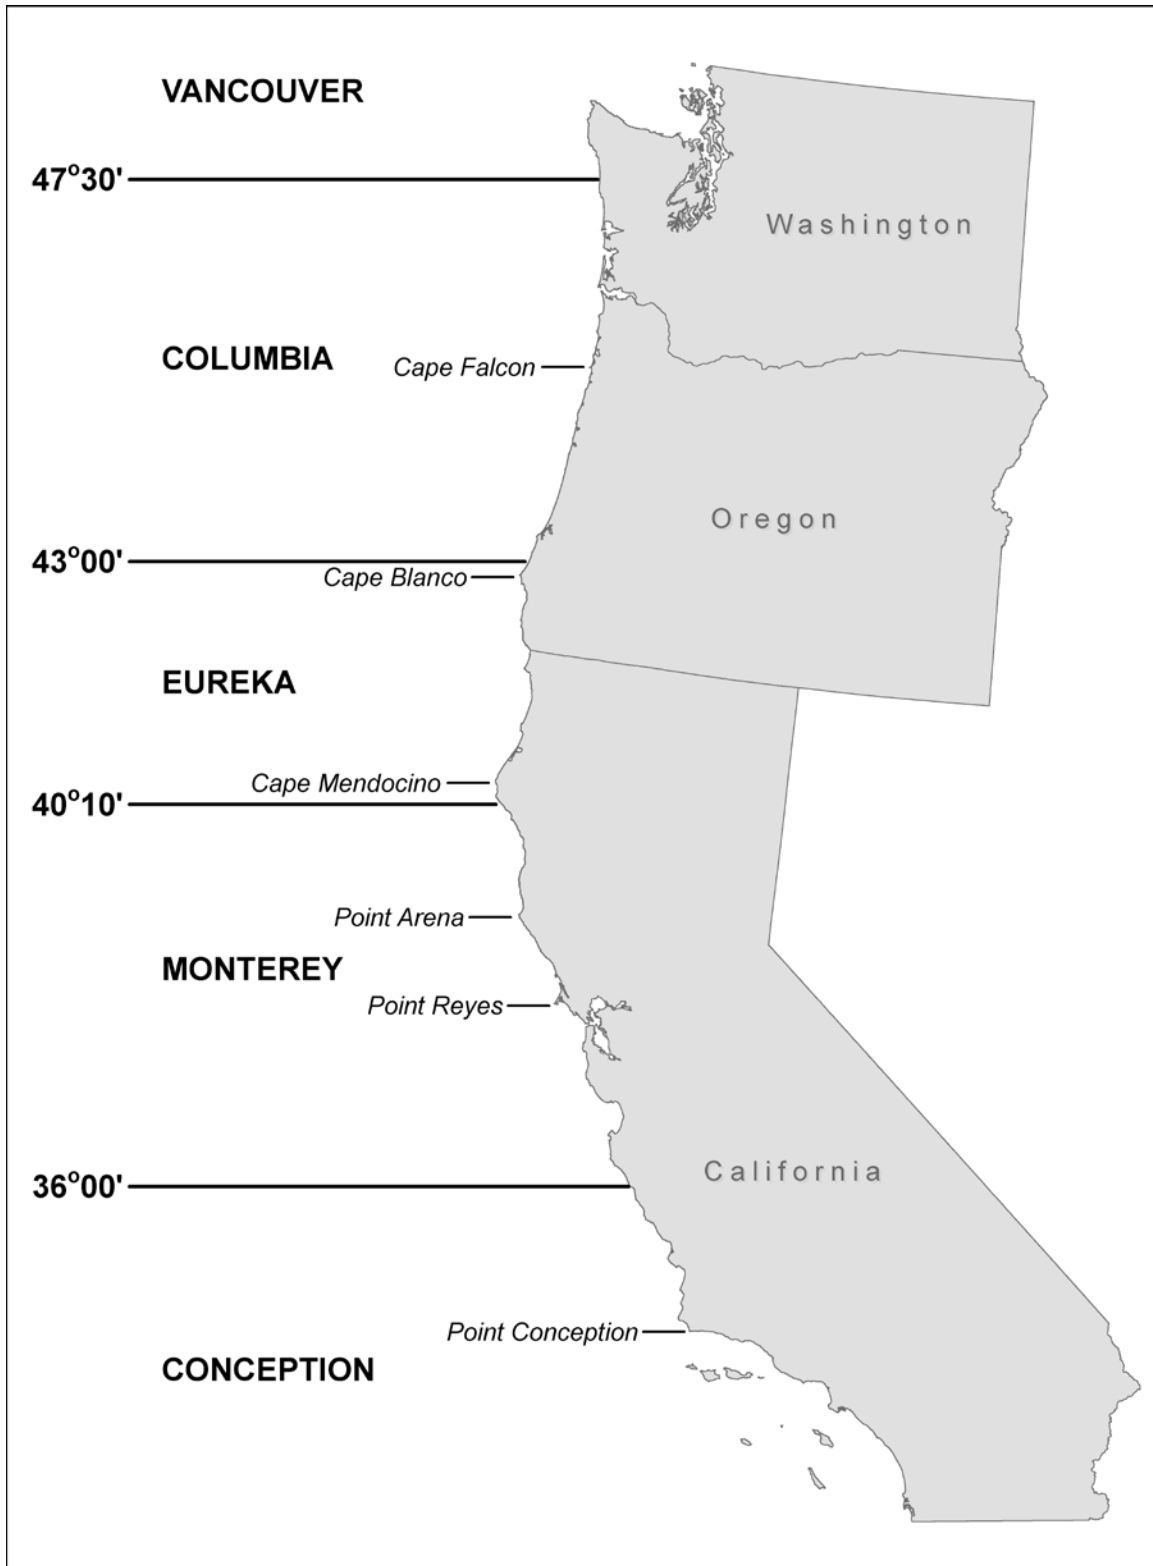 VANCOUVER
47°30'
Washington
COLUMBIA
Cape Falcon
Oregon
43°00'
Cape Blanco
EUREKA
Cape Mendocino
40°10'
Point Arena
MONTEREY
Point Reyes
California
36°00'
Point Conception
CONCEPTION